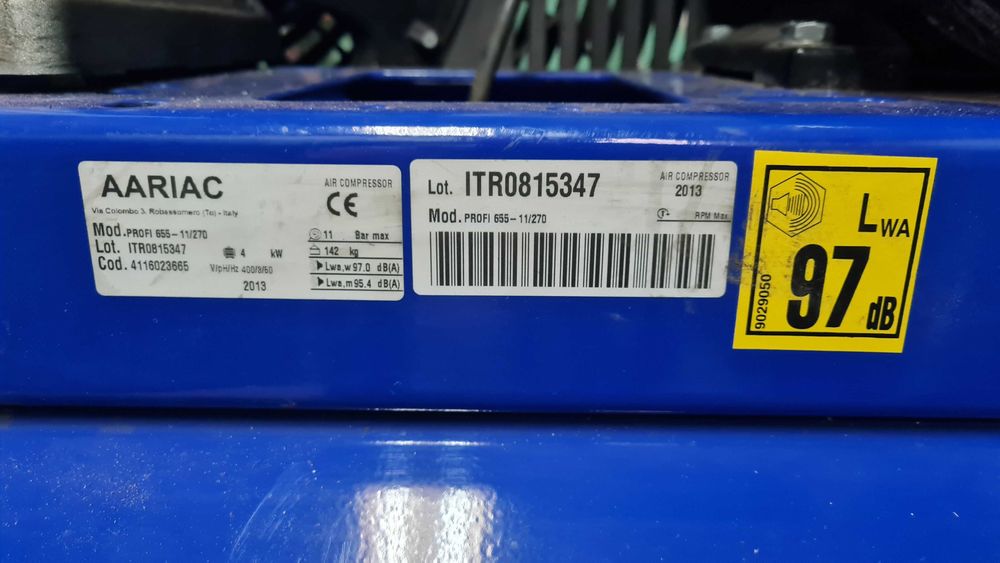 AARIAC
AIR COMPRESSOR
Via Colombo 3, Robassomero (To) - Italy
CE
Mod. PROFI 655-11/270
11 Bar max
Lot. ITR0815347
4 kW
142 kg
Cod. 4116023665
V/pH/Hz 400/3/50
Lwa,w 97.0 dB(A)
2013
Lwa,m 95.4 dB(A)
Lot. ITR0815347
AIR COMPRESSOR
2013
Mod. PROFI 655-11/270
RPM Max
LWA
97 dB
9029050